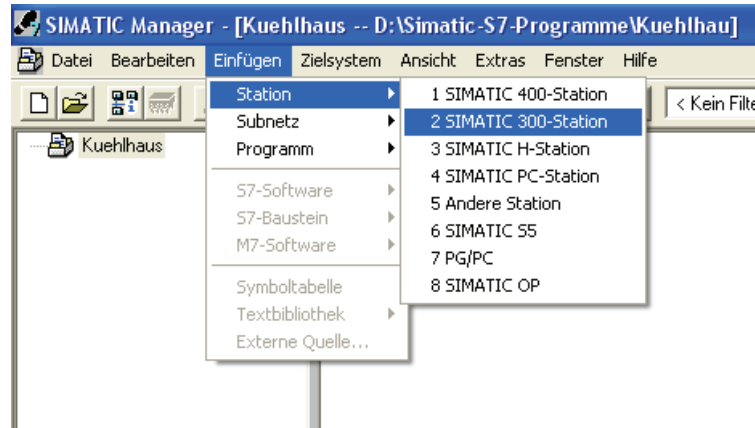 SIMATIC Manager - [Kuehlhaus -- D:\Simatic-S7-Programme\Kuehlhau]
Datei Bearbeiten Einfügen Zielsystem Ansicht Extras Fenster Hilfe
< Kein Filte
Kuehlhaus
Station
Subnetz
Programm
S7-Software
S7-Baustein
M7-Software
Symboltabelle
Textbibliothek
Externe Quelle...
1 SIMATIC 400-Station
2 SIMATIC 300-Station
3 SIMATIC H-Station
4 SIMATIC PC-Station
5 Andere Station
6 SIMATIC S5
7 PG/PC
8 SIMATIC OP